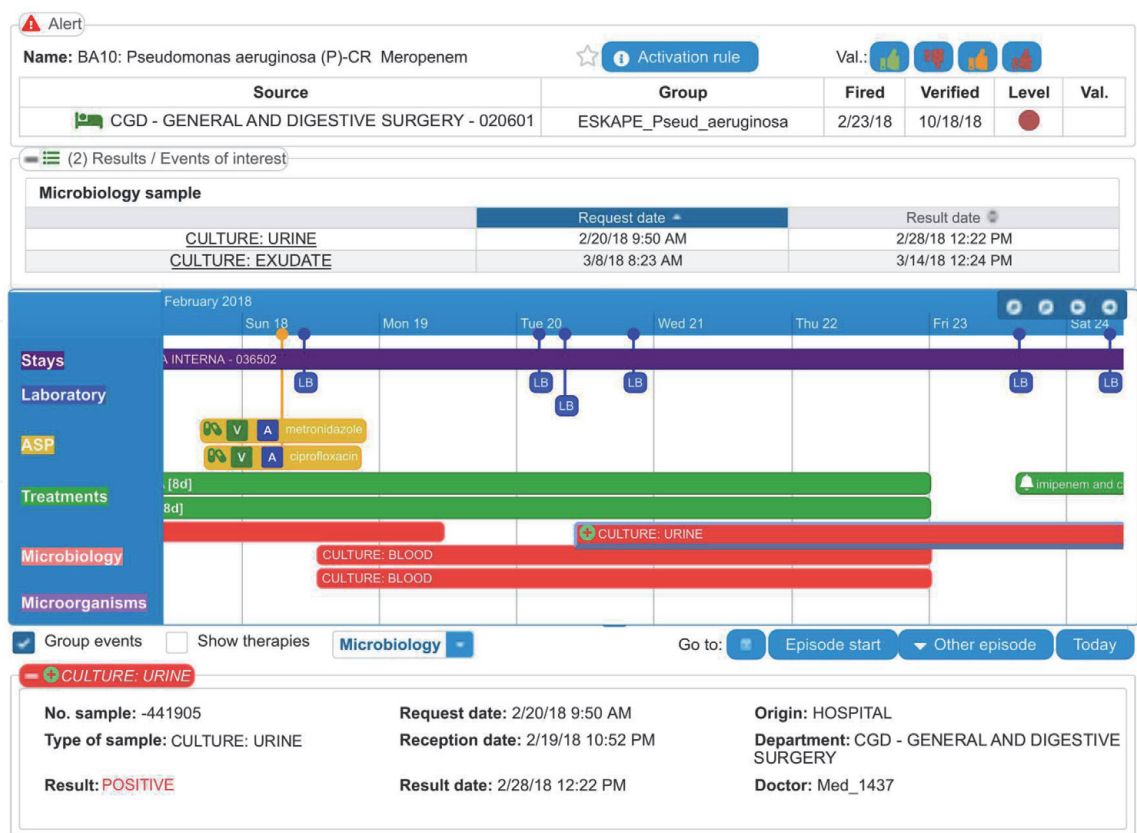 Alert
Name: BA10: Pseudomonas aeruginosa (P)-CR Meropenem
Activation rule
Val.:
Source Group Fired Verified Level Val.
CGD - GENERAL AND DIGESTIVE SURGERY - 020601 ESKAPE_Pseud_aeruginosa 2/23/18 10/18/18
(2) Results / Events of interest
Microbiology sample
Request date Result date
CULTURE: URINE 2/20/18 9:50 AM 2/28/18 12:22 PM
CULTURE: EXUDATE 3/8/18 8:23 AM 3/14/18 12:24 PM
February 2018
Sun 18 Mon 19 Tue 20 Wed 21 Thu 22 Fri 23 Sat 24
Stays A INTERNA - 036502
Laboratory LB LB LB LB LB LB
ASP V A metronidazole
V A ciprofloxacin
Treatments [8d] imipenem and c
8d]
Microbiology CULTURE: URINE
CULTURE: BLOOD
CULTURE: BLOOD
Microorganisms
Group events Show therapies Microbiology Go to: Episode start Other episode Today
CULTURE: URINE
No. sample: -441905 Request date: 2/20/18 9:50 AM Origin: HOSPITAL
Type of sample: CULTURE: URINE Reception date: 2/19/18 10:52 PM Department: CGD - GENERAL AND DIGESTIVE
SURGERY
Result: POSITIVE Result date: 2/28/18 12:22 PM Doctor: Med_1437